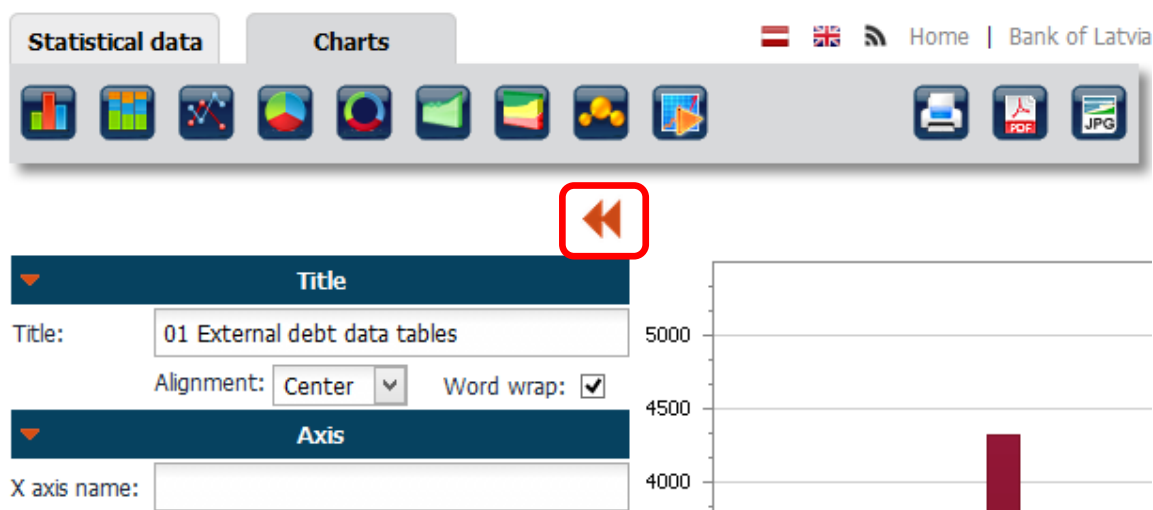 Statistical data
Charts
Home | Bank of Latvia
PDF
JPG
Title
Title:
01 External debt data tables
Alignment:
Center
Word wrap:
Axis
X axis name:
5000
4500
4000